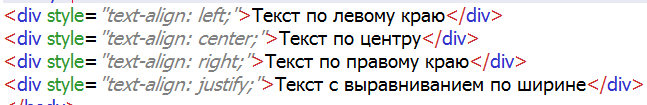 <div style="text-align: left;">Текст по левому краю</div>
<div style="text-align: center;">Текст по центру</div>
<div style="text-align: right;">Текст по правому краю</div>
<div style="text-align: justify;">Текст с выравниванием по ширине</div>